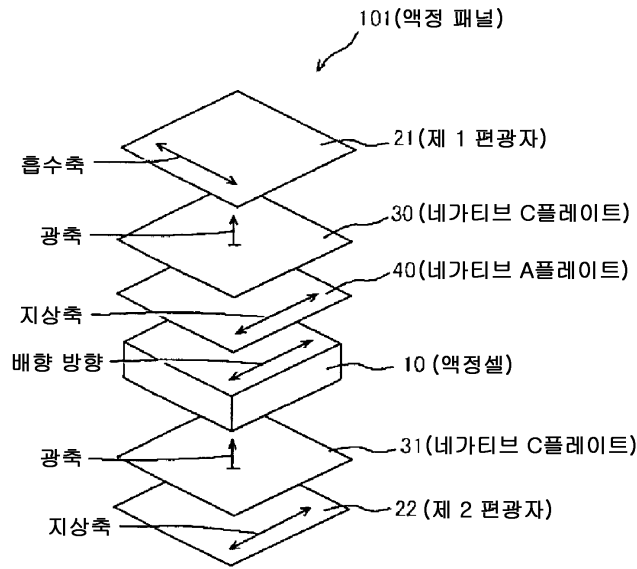 101(액정 패널)
21(제 1 편광자)
흡수축
30(네가티브 C플레이트)
광축
40(네가티브 A플레이트)
지상축
배향 방향
10(액정셀)
광축
31(네가티브 C플레이트)
22(제 2 편광자)
지상축